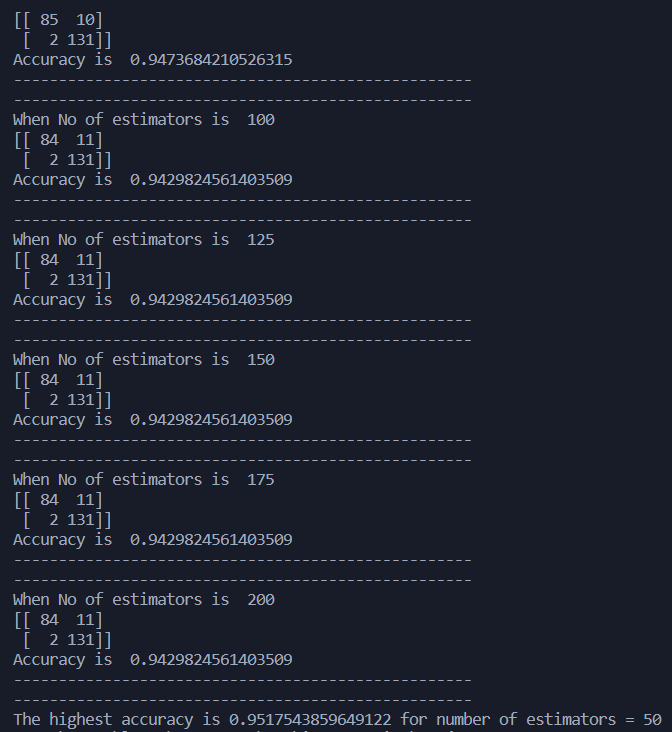 [[ 85  10]
 [  2 131]]
Accuracy is  0.9473684210526315
---------------------------------------------------
---------------------------------------------------
When No of estimators is  100
[[ 84  11]
 [  2 131]]
Accuracy is  0.9429824561403509
---------------------------------------------------
---------------------------------------------------
When No of estimators is  125
[[ 84  11]
 [  2 131]]
Accuracy is  0.9429824561403509
---------------------------------------------------
---------------------------------------------------
When No of estimators is  150
[[ 84  11]
 [  2 131]]
Accuracy is  0.9429824561403509
---------------------------------------------------
---------------------------------------------------
When No of estimators is  175
[[ 84  11]
 [  2 131]]
Accuracy is  0.9429824561403509
---------------------------------------------------
---------------------------------------------------
When No of estimators is  200
[[ 84  11]
 [  2 131]]
Accuracy is  0.9429824561403509
---------------------------------------------------
---------------------------------------------------
The highest accuracy is 0.9517543859649122 for number of estimators = 50